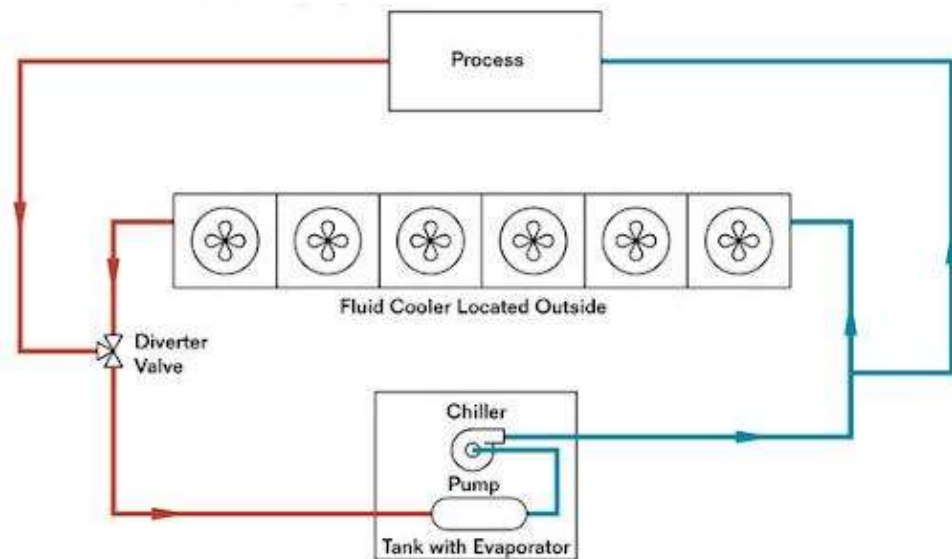 Process
Fluid Cooler Located Outside
Diverter
Valve
Chiller
Pump
Tank with Evaporator